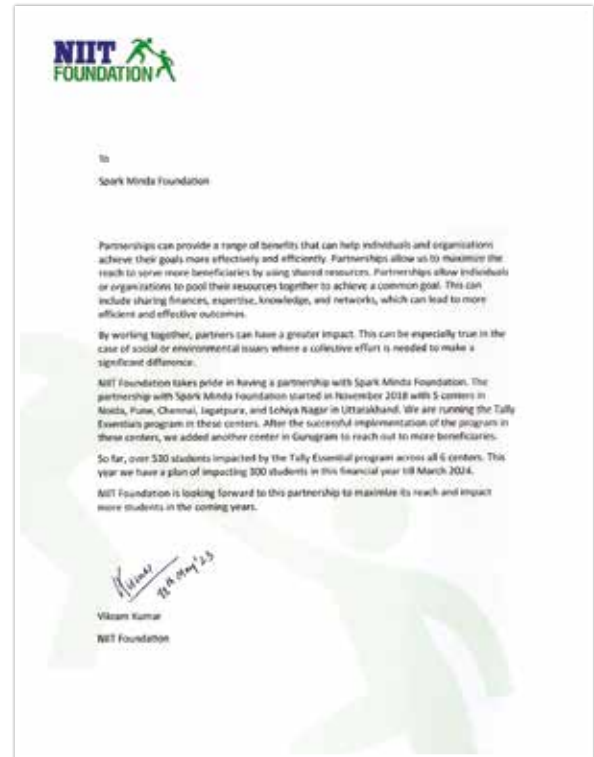 NIIT
FOUNDATION
To
Spark Minda Foundation
Partnerships can provide a range of benefits that can help individuals and organizations
achieve their goals more effectively and efficiently. Partnerships allow us to maximize the
reach to serve more beneficiaries by using shared resources. Partnerships allow individuals
or organizations to pool their resources together to achieve a common goal. This can
include sharing finances, expertise, knowledge, and networks, which can lead to more
efficient and effective outcomes.
By working together, partners can have a greater impact. This can be especially true in the
case of social or environmental issues where a collective effort is needed to make a
significant difference.
NIIT Foundation takes pride in having a partnership with Spark Minda Foundation. The
partnership with Spark Minda Foundation started in November 2018 with 5 centers in
Noida, Pune, Chennai, Jagatpura, and Lohiya Nagar in Uttarakhand. We are running the Tally
Essentials program in these centers. After the successful implementation of the program in
these centers, we added another center in Gurugram to reach out to more beneficiaries.
So far, over 530 students impacted by the Tally Essential program across all 6 centers. This
year we have a plan of impacting 300 students in this financial year till March 2024.
NIIT Foundation is looking forward to this partnership to maximize its reach and impact
more students in the coming years.
May'23
Vikram Kumar
NIIT Foundation